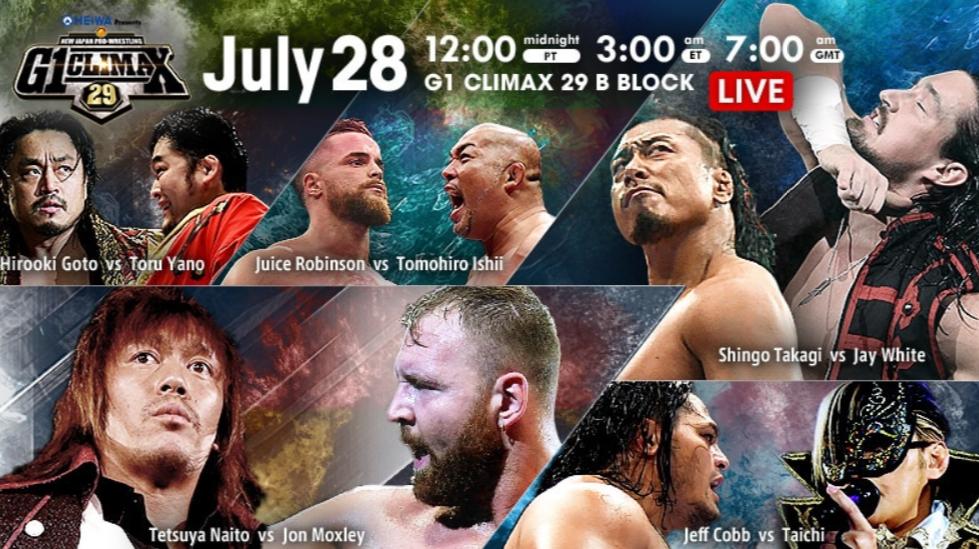 HEIWA Presents
NEW JAPAN PRO-WRESTLING
G1 CLIMAX
29
July 28
12:00 midnight PT 3:00 am ET 7:00 am GMT
G1 CLIMAX 29 B BLOCK
LIVE
Hirooki Goto vs Toru Yano
Juice Robinson vs Tomohiro Ishii
Shingo Takagi vs Jay White
Tetsuya Naito vs Jon Moxley
Jeff Cobb vs Taichi